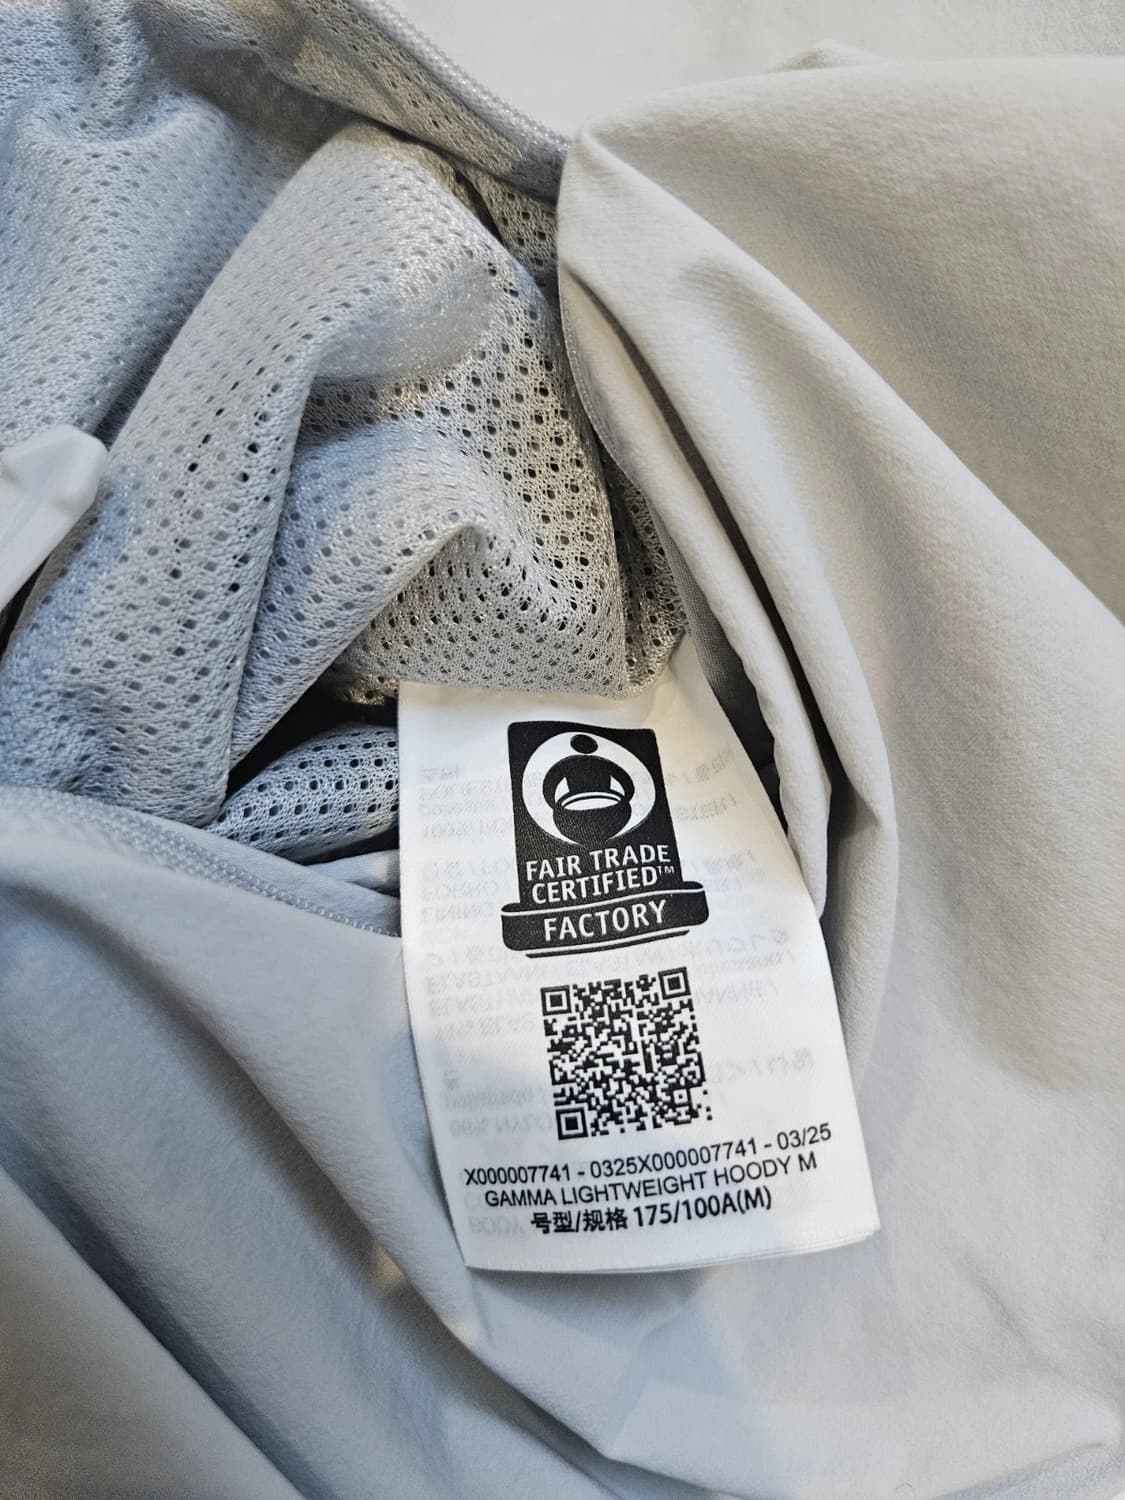 FAIR TRADE
CERTIFIED™
FACTORY
X000007741 - 0325X000007741 - 03/25
GAMMA LIGHTWEIGHT HOODY M
号型/规格 175/100A(M)